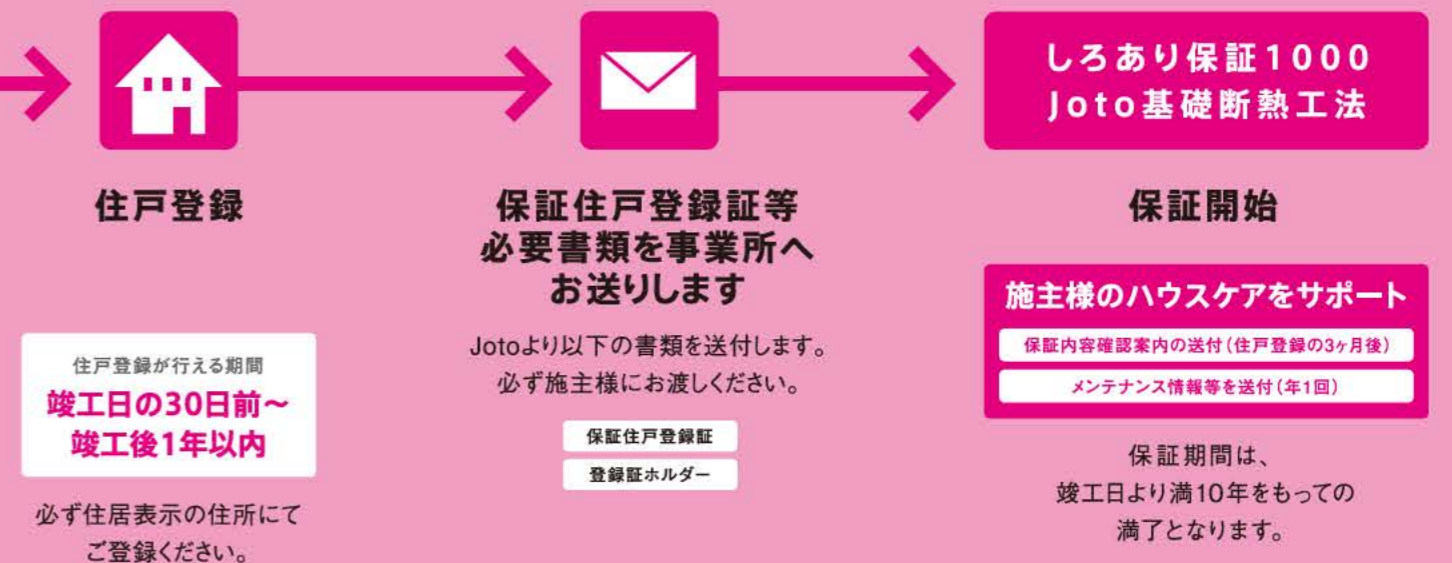 住戸登録
住戸登録が行える期間
竣工日の30日前～
竣工後1年以内
必ず住居表示の住所にて
ご登録ください。
保証住戸登録証等
必要書類を事業所へ
お送りします
Jotoより以下の書類を送付します。
必ず施主様にお渡しください。
保証住戸登録証
登録証ホルダー
しろあり保証1000
Joto基礎断熱工法
保証開始
施主様のハウスケアをサポート
保証内容確認案内の送付(住戸登録の3ヶ月後)
メンテナンス情報等を送付(年1回)
保証期間は、
竣工日より満10年をもっての
満了となります。